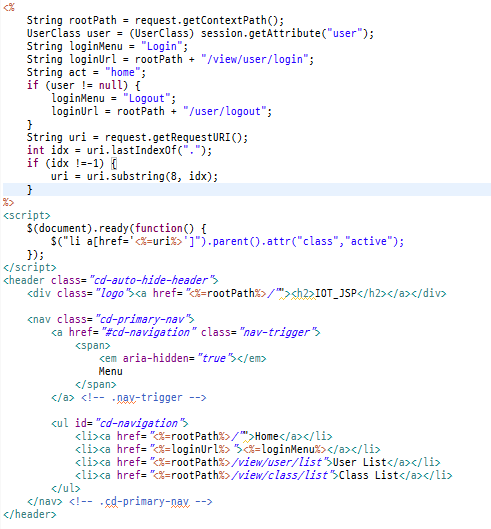 <%
    String rootPath = request.getContextPath();
    UserClass user = (UserClass) session.getAttribute("user");
    String loginMenu = "Login";
    String loginUrl = rootPath + "/view/user/login";
    String act = "home";
    if (user != null) {
        loginMenu = "Logout";
        loginUrl = rootPath + "/user/logout";
    }
    String uri = request.getRequestURI();
    int idx = uri.lastIndexOf(".");
    if (idx !=-1) {
        uri = uri.substring(8, idx);
    }
%>
<script>
    $(document).ready(function() {
        $("li a[href='<%=uri%>']").parent().attr("class","active");
    });
</script>
<header class="cd-auto-hide-header">
    <div class="logo"><a href="<%=rootPath%>/""><h2>IOT_JSP</h2></a></div>

    <nav class="cd-primary-nav">
        <a href="#cd-navigation" class="nav-trigger">
            <span>
                <em aria-hidden="true"></em>
                Menu
            </span>
        </a> <!-- .nav-trigger -->

        <ul id="cd-navigation">
            <li><a href="<%=rootPath%>/"">Home</a></li>
            <li><a href="<%=loginUrl%>"><%=loginMenu%></a></li>
            <li><a href="<%=rootPath%>/view/user/list">User List</a></li>
            <li><a href="<%=rootPath%>/view/class/list">Class List</a></li>
        </ul>
    </nav> <!-- .cd-primary-nav -->
</header>